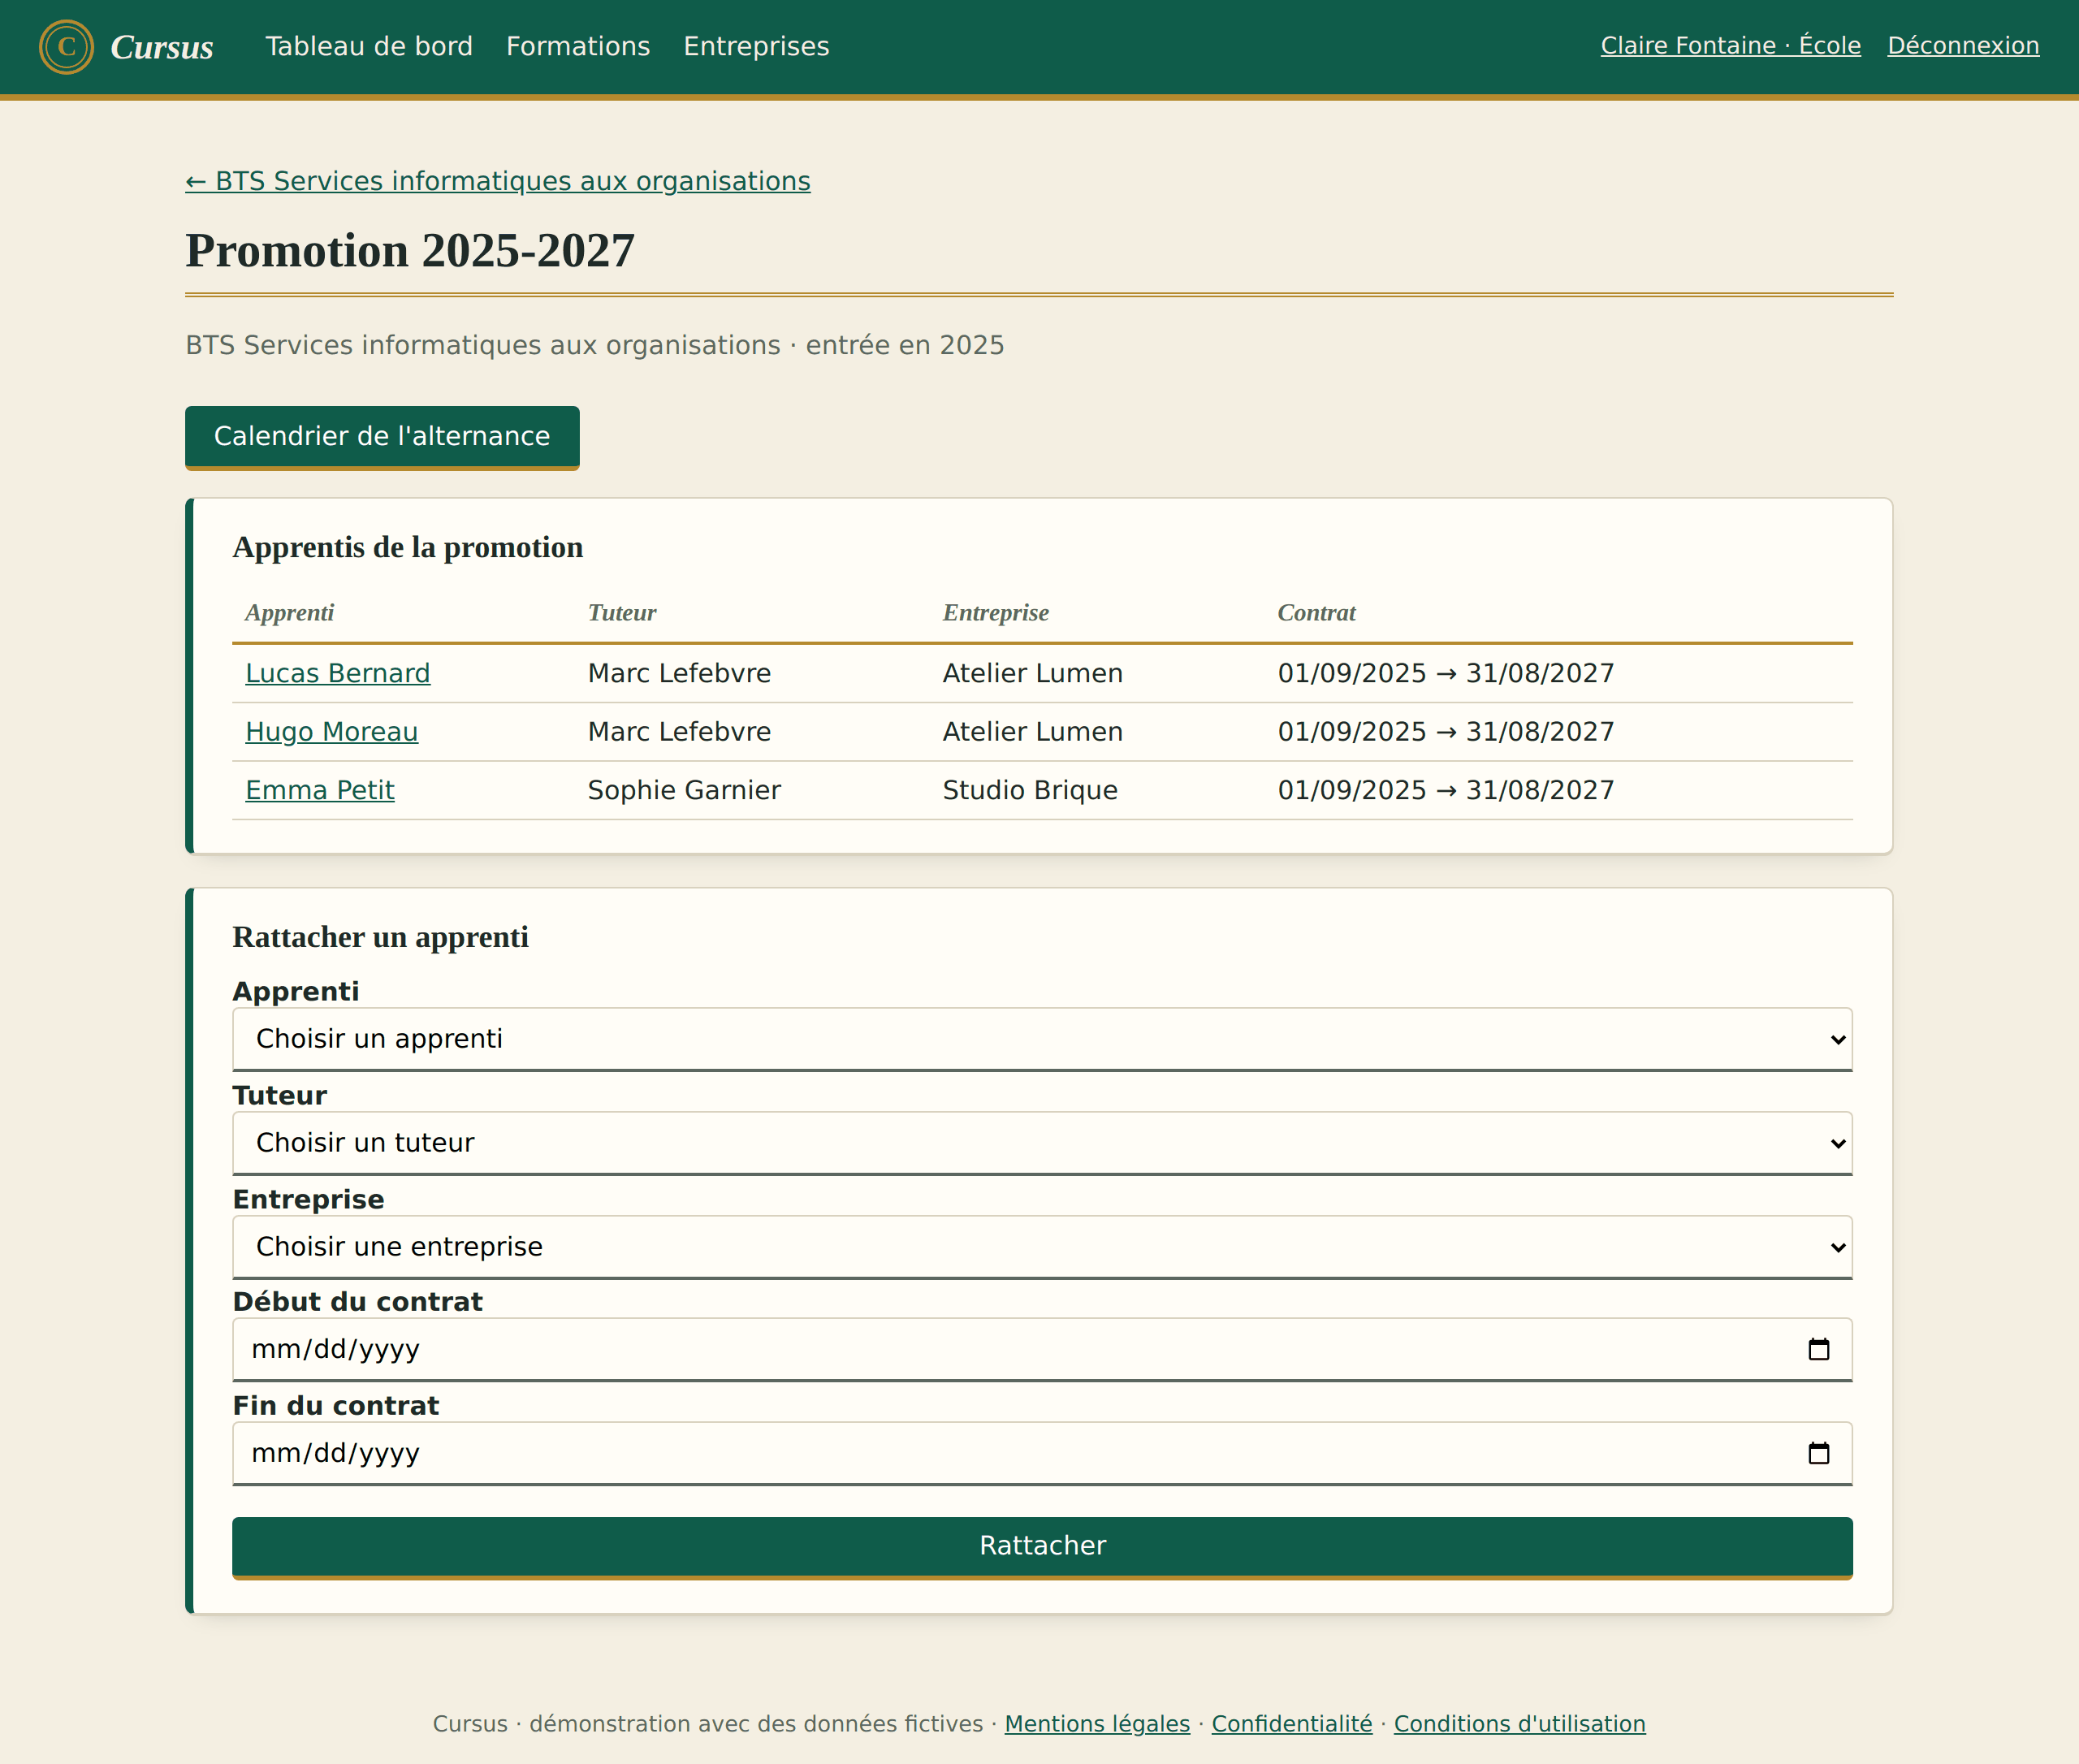 C Cursus Tableau de bord Formations Entreprises Claire Fontaine · École Déconnexion
← BTS Services informatiques aux organisations
Promotion 2025-2027
BTS Services informatiques aux organisations · entrée en 2025
Calendrier de l'alternance
Apprentis de la promotion
Apprenti Tuteur Entreprise Contrat
Lucas Bernard Marc Lefebvre Atelier Lumen 01/09/2025 → 31/08/2027
Hugo Moreau Marc Lefebvre Atelier Lumen 01/09/2025 → 31/08/2027
Emma Petit Sophie Garnier Studio Brique 01/09/2025 → 31/08/2027
Rattacher un apprenti
Apprenti
Choisir un apprenti
Tuteur
Choisir un tuteur
Entreprise
Choisir une entreprise
Début du contrat
mm/dd/yyyy
Fin du contrat
mm/dd/yyyy
Rattacher
Cursus · démonstration avec des données fictives · Mentions légales · Confidentialité · Conditions d'utilisation